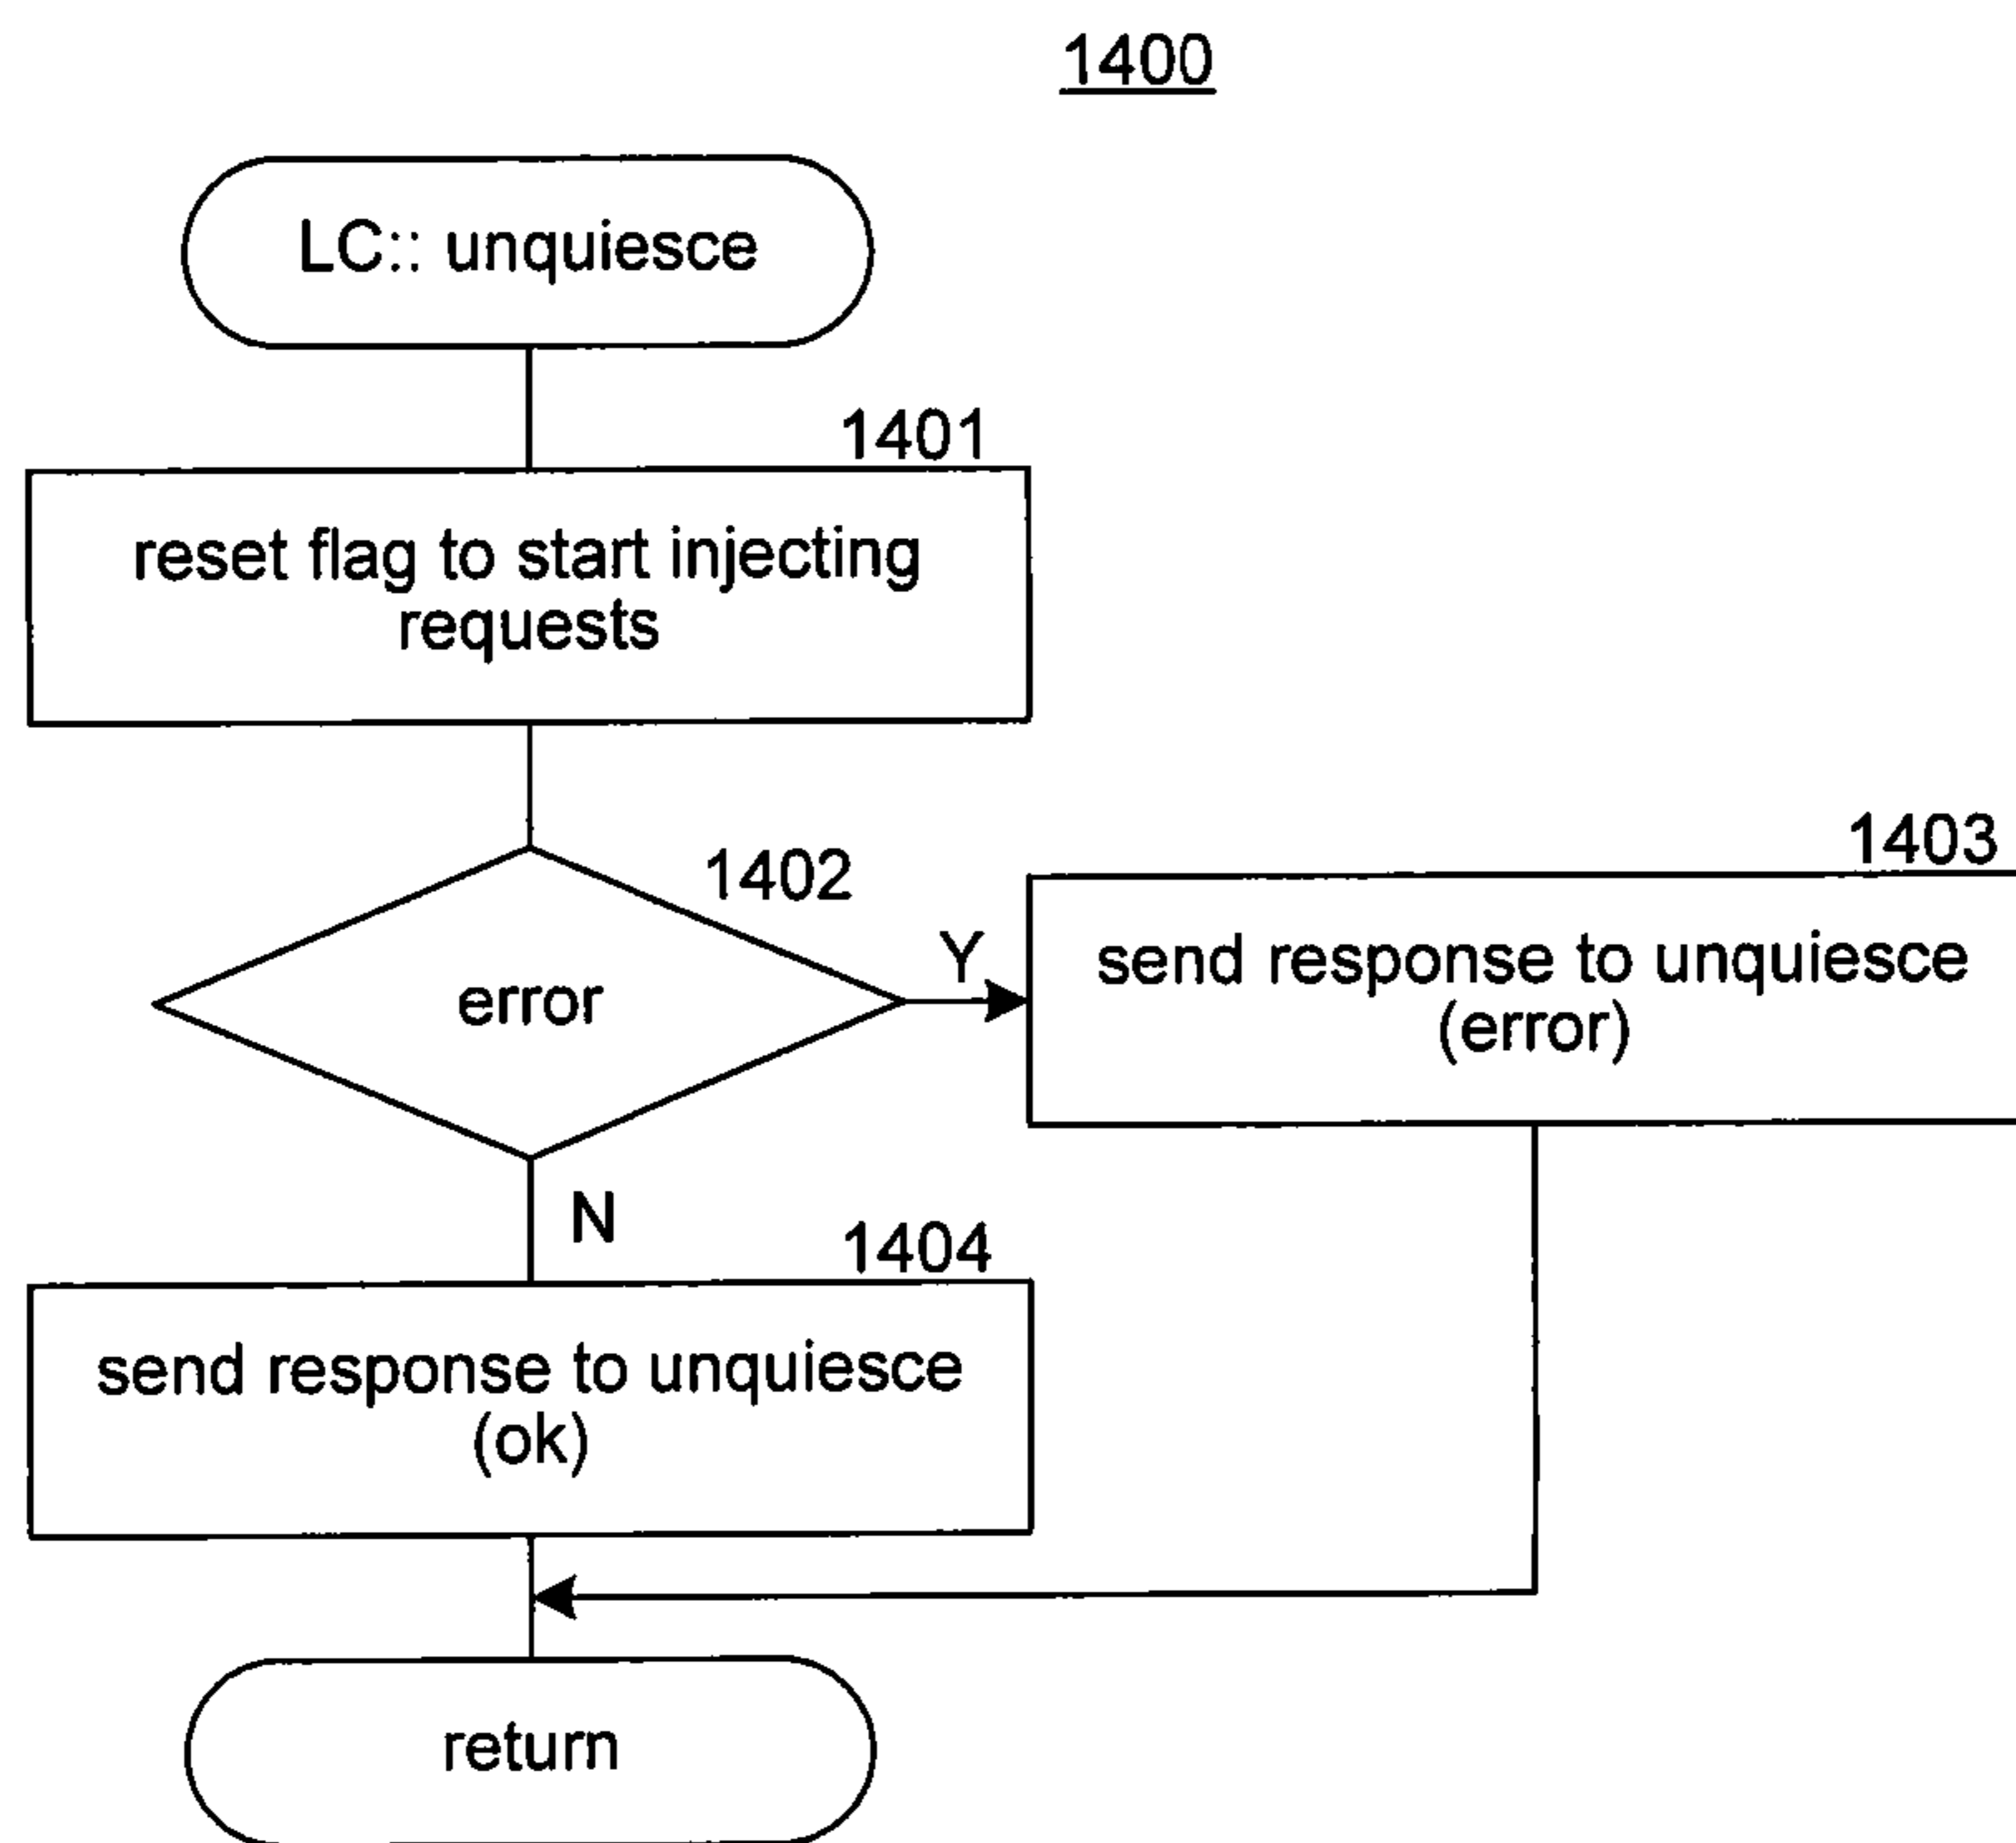 1400
LC:: unquiesce
1401
reset flag to start injecting
requests
1402
error
Y
1403
send response to unquiesce
(error)
N
1404
send response to unquiesce
(ok)
return